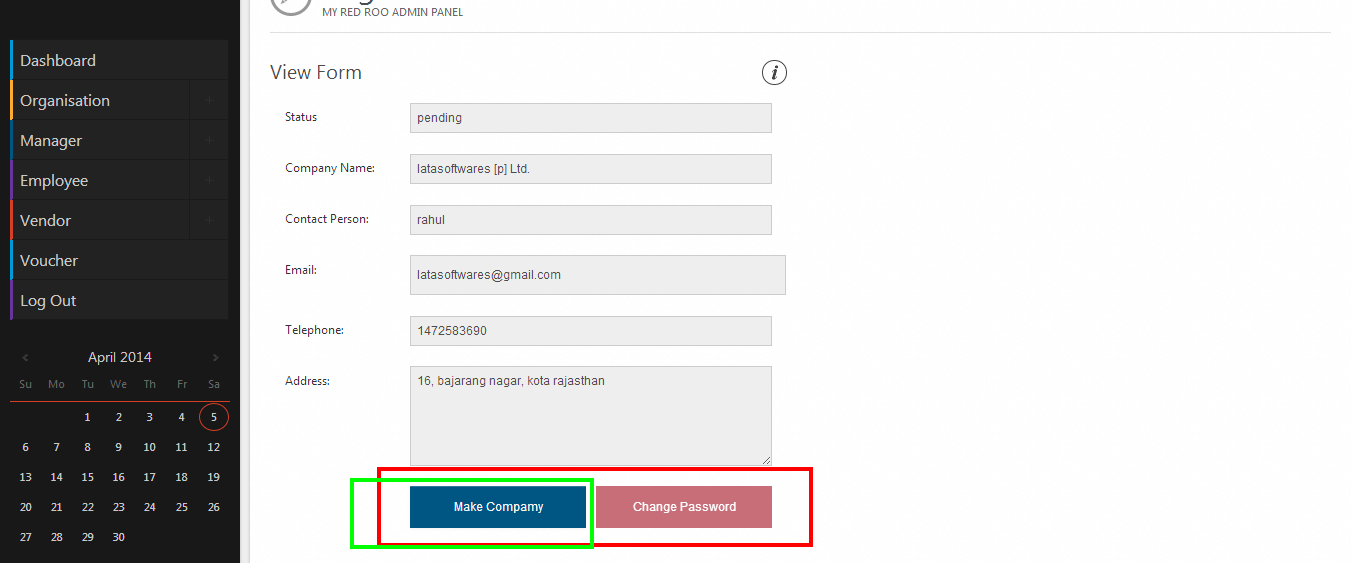 MY RED ROO ADMIN PANEL
Dashboard
Organisation +
Manager +
Employee +
Vendor +
Voucher
Log Out
< April 2014 >
Su Mo Tu We Th Fr Sa
1 2 3 4 5
6 7 8 9 10 11 12
13 14 15 16 17 18 19
20 21 22 23 24 25 26
27 28 29 30
View Form i
Status pending
Company Name: latasoftwares [p] Ltd.
Contact Person: rahul
Email: latasoftwares@gmail.com
Telephone: 1472583690
Address: 16, bajarang nagar, kota rajasthan
Make Compamy Change Password